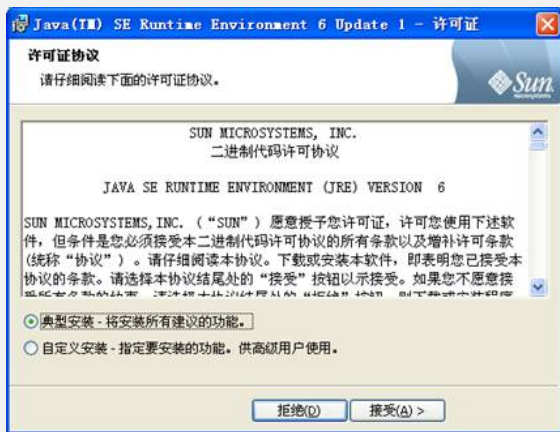 Java(TM) SE Runtime Environment 6 Update 1 - 许可证
许可证协议
请仔细阅读下面的许可证协议。
Sun
microsystems
SUN MICROSYSTEMS, INC.
二进制代码许可协议
JAVA SE RUNTIME ENVIRONMENT (JRE) VERSION 6
SUN MICROSYSTEMS,INC. (“SUN”) 愿意授予您许可证，许可您使用下述软
件，但条件是您必须接受本二进制代码许可协议的所有条款以及增补许可条款
(统称“协议”)。请仔细阅读本协议。下载或安装本软件，即表明您已接受本
协议的条款。请选择本协议结尾处的“接受”按钮以示接受。如果您不愿意接
典型安装 - 将安装所有建议的功能。
自定义安装 - 指定要安装的功能。供高级用户使用。
拒绝(D)
接受(A) >